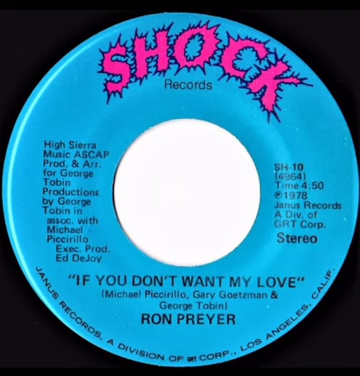 SHOCK
Records
High Sierra
Music ASCAP
Prod. & Arr.
for George
Tobin
Productions
by George
Tobin in
assoc. with
Michael
Piccirillo
Exec. Prod.
Ed DeJoy
SH-10
(4964)
Time 4:50
℗1978
Janus Records
A Div. of
GRT Corp.
Stereo
"IF YOU DON'T WANT MY LOVE"
(Michael Piccirillo, Gary Goetzman &
George Tobin)
RON PREYER
JANUS RECORDS, A DIVISION OF GRT CORP., LOS ANGELES, CALIF.